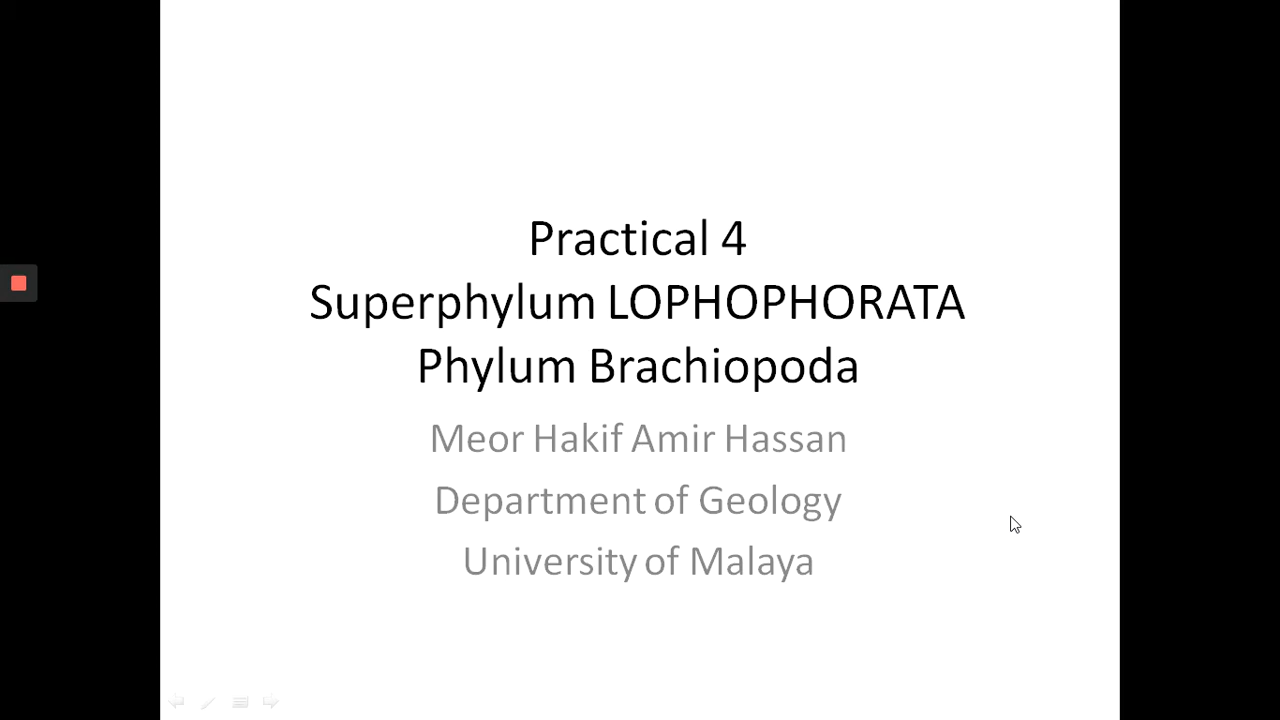 Practical 4
Superphylum LOPHOPHORATA
Phylum Brachiopoda
Meor Hakif Amir Hassan
Department of Geology
University of Malaya